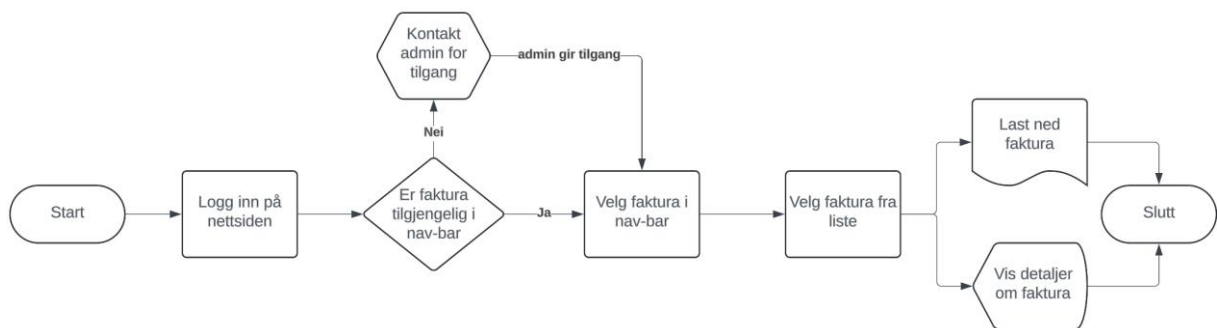 Start
Logg inn på
nettsiden
Er faktura
tilgjengelig i
nav-bar
Nei
Kontakt
admin for
tilgang
admin gir tilgang
Ja
Velg faktura i
nav-bar
Velg faktura fra
liste
Last ned
faktura
Vis detaljer
om faktura
Slutt